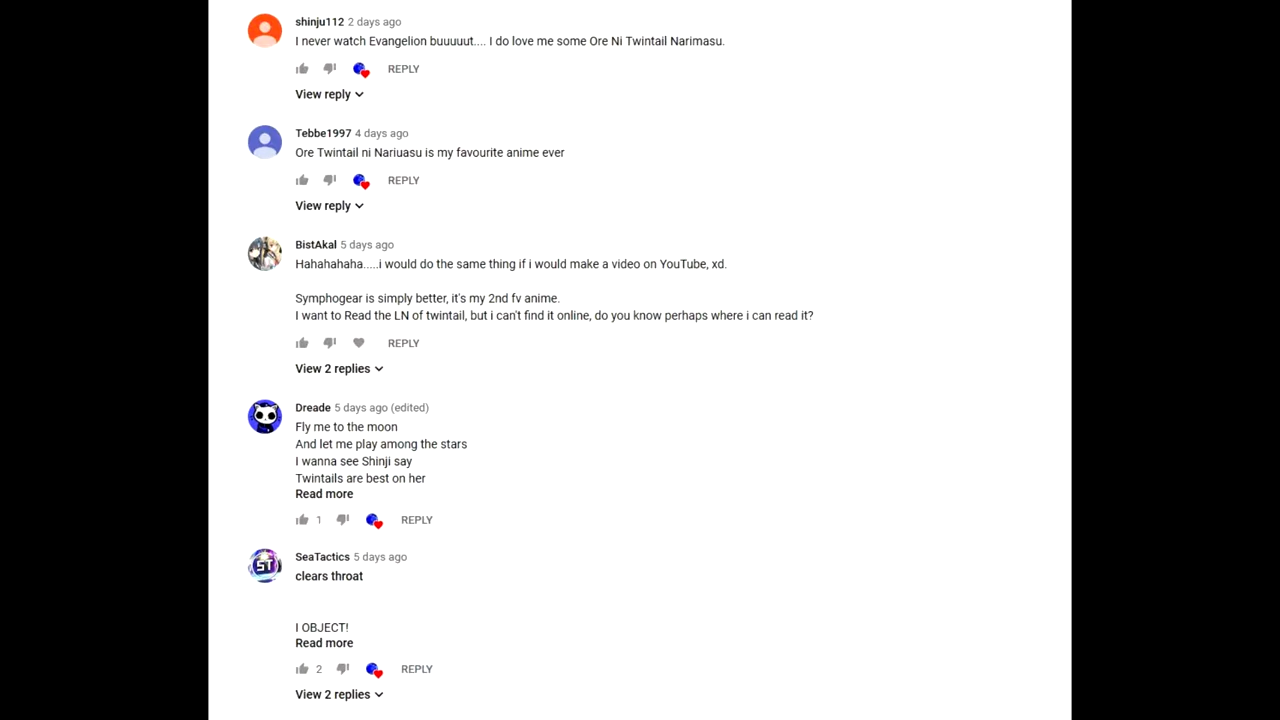 shinju112 2 days ago
I never watch Evangelion buuuuut.... I do love me some Ore Ni Twintail Narimasu.
REPLY
View reply
Tebbe1997 4 days ago
Ore Twintail ni Nariuasu is my favourite anime ever
REPLY
View reply
BistAkal 5 days ago
Hahahahaha.....i would do the same thing if i would make a video on YouTube, xd.
Symphogear is simply better, it's my 2nd fv anime.
I want to Read the LN of twintail, but i can't find it online, do you know perhaps where i can read it?
REPLY
View 2 replies
Dreade 5 days ago (edited)
Fly me to the moon
And let me play among the stars
I wanna see Shinji say
Twintails are best on her
Read more
1 REPLY
ST
SeaTactics 5 days ago
clears throat
I OBJECT!
Read more
2 REPLY
View 2 replies